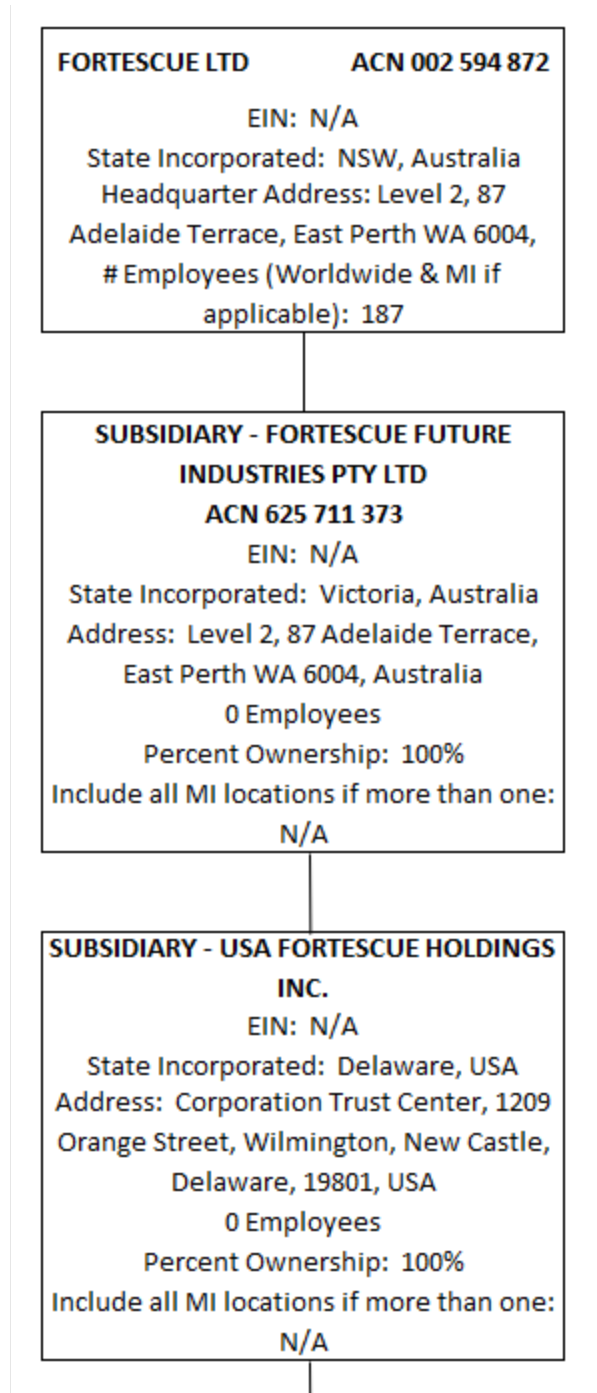 FORTESCUE LTD ACN 002 594 872
EIN: N/A
State Incorporated: NSW, Australia
Headquarter Address: Level 2, 87
Adelaide Terrace, East Perth WA 6004,
# Employees (Worldwide & MI if
applicable): 187
SUBSIDIARY - FORTESCUE FUTURE
INDUSTRIES PTY LTD
ACN 625 711 373
EIN: N/A
State Incorporated: Victoria, Australia
Address: Level 2, 87 Adelaide Terrace,
East Perth WA 6004, Australia
0 Employees
Percent Ownership: 100%
Include all MI locations if more than one:
N/A
SUBSIDIARY - USA FORTESCUE HOLDINGS
INC.
EIN: N/A
State Incorporated: Delaware, USA
Address: Corporation Trust Center, 1209
Orange Street, Wilmington, New Castle,
Delaware, 19801, USA
0 Employees
Percent Ownership: 100%
Include all MI locations if more than one:
N/A